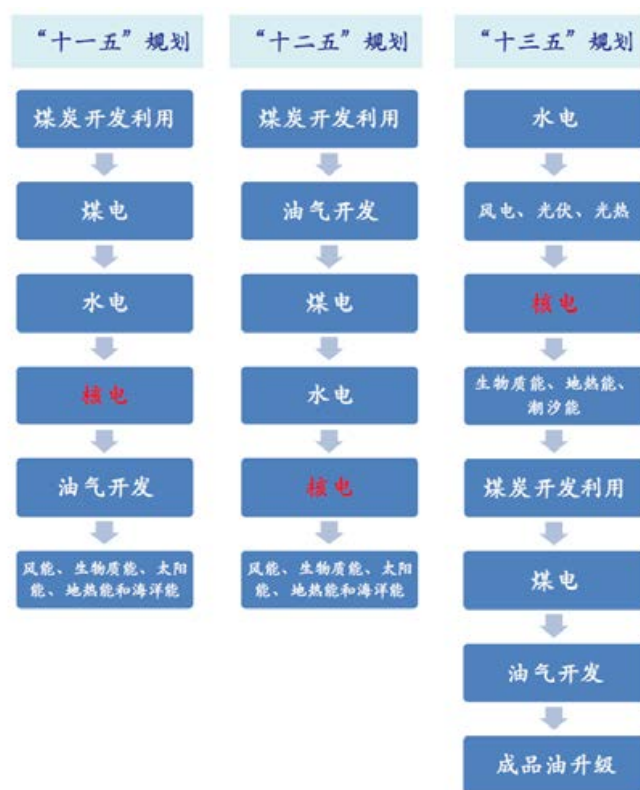 “十一五”规划
煤炭开发利用
煤电
水电
核电
油气开发
风能、生物质能、太阳
能、地热能和海洋能
“十二五”规划
煤炭开发利用
油气开发
煤电
水电
核电
风能、生物质能、太阳
能、地热能和海洋能
“十三五”规划
水电
风电、光伏、光热
核电
生物质能、地热能、
潮汐能
煤炭开发利用
煤电
油气开发
成品油升级